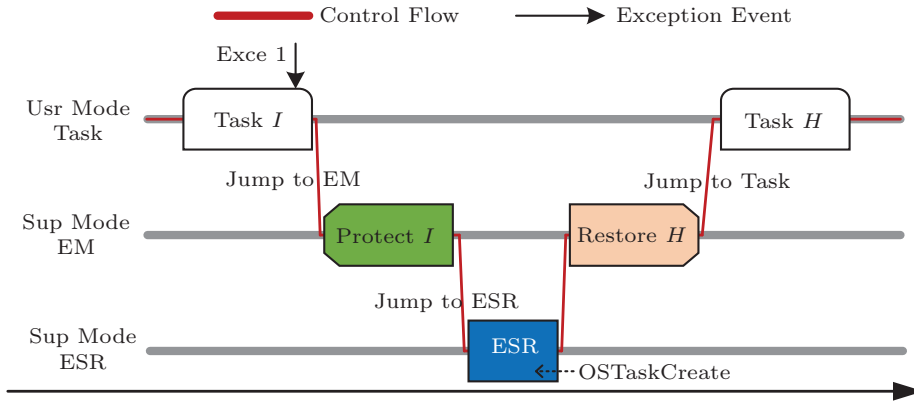 Control Flow
Exception Event
Exce 1
Usr Mode
Task
Task I
Task H
Jump to EM
Jump to Task
Sup Mode
EM
Protect I
Restore H
Jump to ESR
Sup Mode
ESR
ESR
OSTaskCreate